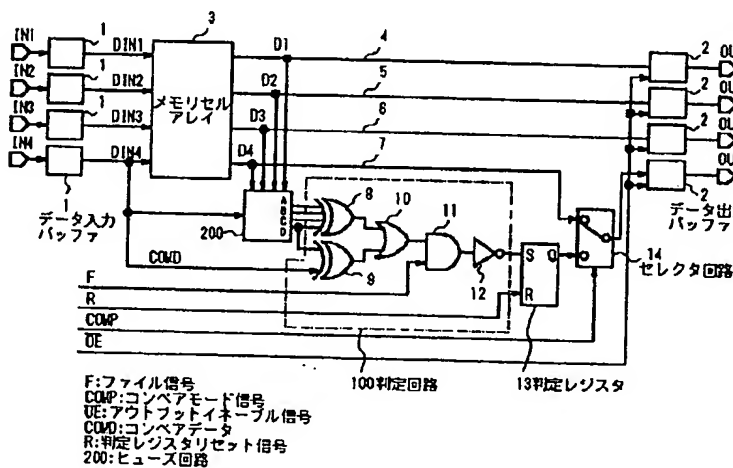 IN1
IN2
IN3
IN4
1
1
1
1
データ入力
バッファ
DIN1
DIN2
DIN3
DIN4
3
メモリセル
アレイ
D1
D2
D3
D4
4
5
6
7
2
2
2
2
OU
OU
OU
OU
データ出
バッファ
200
A
B
C
D
8
9
10
11
12
S
R
Q
14
セレクタ回路
COMD
F
R
COMP
OE
100判定回路
13判定レジスタ
F:ファイル信号
COMP:コンペアモード信号
OE:アウトプットイネーブル信号
COMD:コンペアデータ
R:判定レジスタリセット信号
200:ヒューズ回路